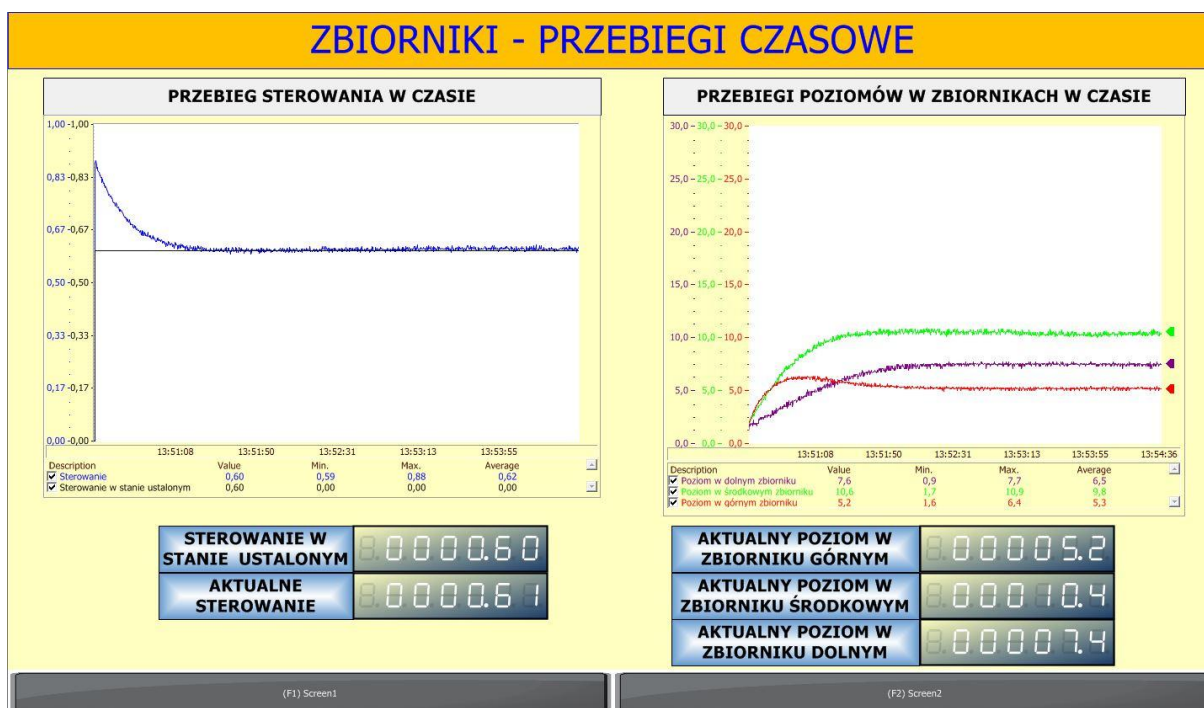 ZBIORNIKI - PRZEBIEGI CZASOWE
PRZEBIEG STEROWANIA W CZASIE
1,00 -1,00
0,83 -0,83
0,67 -0,67
0,50 -0,50
0,33 -0,33
0,17 -0,17
0,00 -0,00
13:51:08 13:51:50 13:52:31 13:53:13 13:53:55
Description Value Min. Max. Average
Sterowanie 0,60 0,59 0,88 0,62
Sterowanie w stanie ustalonym 0,60 0,00 0,00 0,00
STEROWANIE W
STANIE USTALONYM
0000.60
AKTUALNE
STEROWANIE
0000.61
PRZEBIEGI POZIOMÓW W ZBIORNIKACH W CZASIE
30,0 - 30,0 - 30,0
25,0 - 25,0 - 25,0
20,0 - 20,0 - 20,0
15,0 - 15,0 - 15,0
10,0 - 10,0 - 10,0
5,0 - 5,0 - 5,0
0,0 - 0,0 - 0,0
13:51:08 13:51:50 13:52:31 13:53:13 13:53:55 13:54:36
Description Value Min. Max. Average
Poziom w dolnym zbiorniku 7,6 0,9 7,7 6,5
Poziom w środkowym zbiorniku 10,6 1,7 10,9 9,8
Poziom w górnym zbiorniku 5,2 1,6 6,4 5,3
AKTUALNY POZIOM W
ZBIORNIKU GÓRNYM
00005.2
AKTUALNY POZIOM W
ZBIORNIKU ŚRODKOWYM
00010.4
AKTUALNY POZIOM W
ZBIORNIKU DOLNYM
00007.4
(F1) Screen1
(F2) Screen2